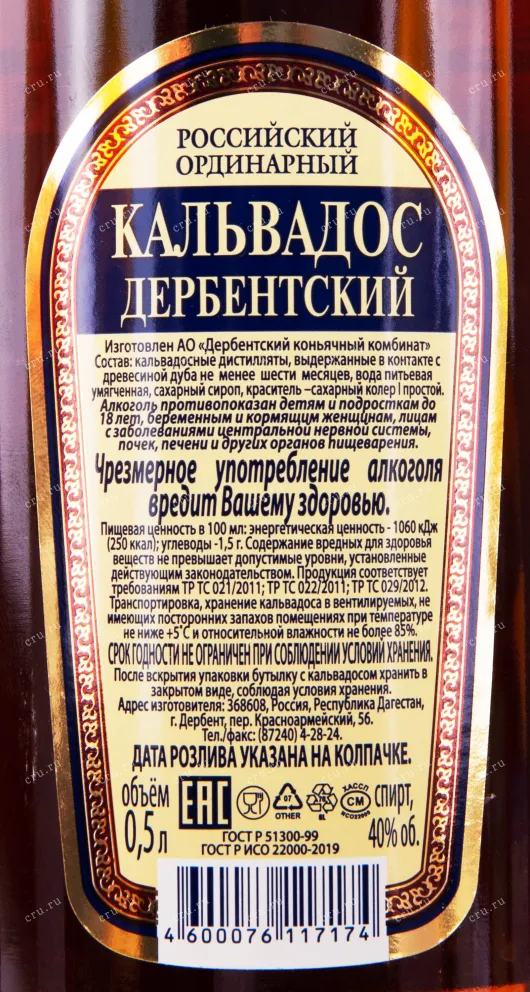 РОССИЙСКИЙ
ОРДИНАРНЫЙ
КАЛЬВАДОС
ДЕРБЕНТСКИЙ
Изготовлен АО «Дербентский коньячный комбинат»
Состав: кальвадосные дистилляты, выдержанные в контакте с
древесиной дуба не менее шести месяцев, вода питьевая
умягченная, сахарный сироп, краситель –сахарный колер I простой.
Алкоголь противопоказан детям и подросткам до
18 лет, беременным и кормящим женщинам, лицам
с заболеваниями центральной нервной системы,
почек, печени и других органов пищеварения.
Чрезмерное употребление алкоголя
вредит Вашему здоровью.
Пищевая ценность в 100 мл: энергетическая ценность - 1060 кДж
(250 ккал); углеводы -1,5 г. Содержание вредных для здоровья
веществ не превышает допустимые уровни, установленные
действующим законодательством. Продукция соответствует
требованиям ТР ТС 021/2011; ТР ТС 022/2011; ТР ТС 029/2012.
Транспортировка, хранение кальвадоса в вентилируемых, не
имеющих посторонних запахов помещениях при температуре
не ниже +5°С и относительной влажности не более 85%.
СРОК ГОДНОСТИ НЕ ОГРАНИЧЕН ПРИ СОБЛЮДЕНИИ УСЛОВИЙ ХРАНЕНИЯ.
После вскрытия упаковки бутылку с кальвадосом хранить в
закрытом виде, соблюдая условия хранения.
Адрес изготовителя: 368608, Россия, Республика Дагестан,
г. Дербент, пер. Красноармейский, 56.
Тел./факс: (87240) 4-28-24.
ДАТА РОЗЛИВА УКАЗАНА НА КОЛПАЧКЕ.
объём
0,5 л
EAC
07
OTHER
ХАССП
СМ
спирт,
40% об.
ГОСТ Р 51300-99
ГОСТ Р ИСО 22000-2019
4 600076 117174
cru.ru